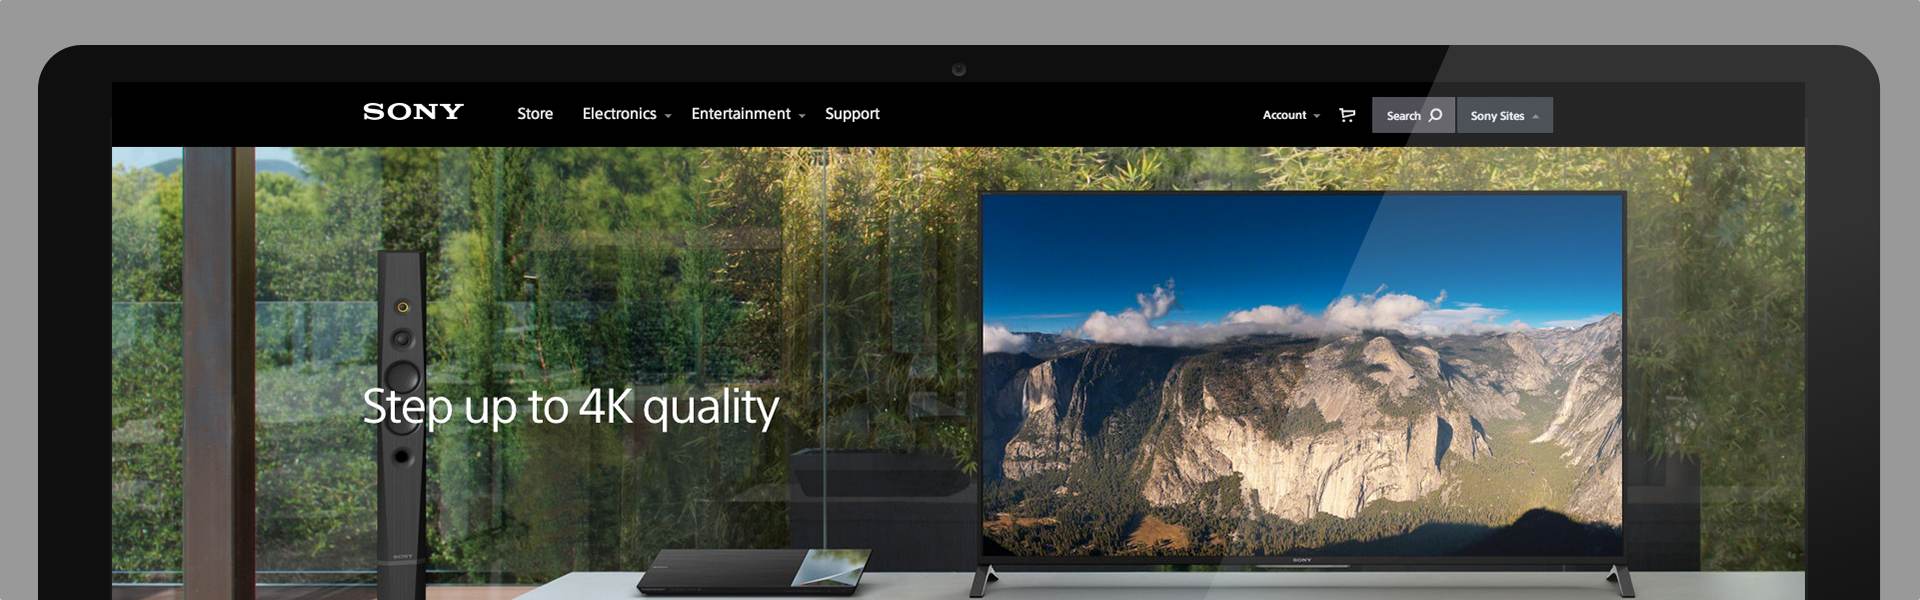 SONY Store Electronics Entertainment Support Account Search Sony Sites
Step up to 4K quality
SONY
SONY